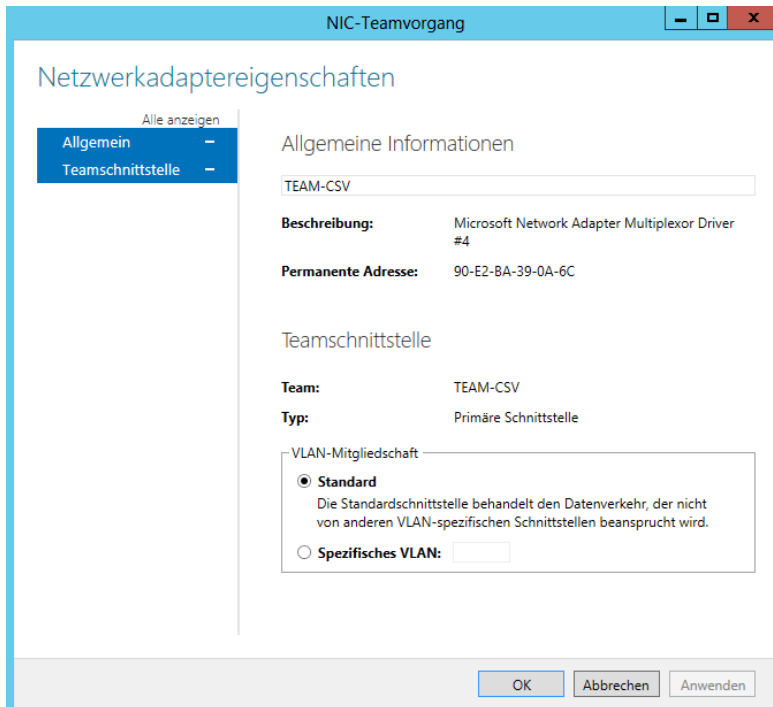 NIC-Teamvorgang
Netzwerkadaptereigenschaften
Alle anzeigen
Allgemein
Teamschnittstelle
Allgemeine Informationen
TEAM-CSV
Beschreibung: Microsoft Network Adapter Multiplexor Driver
#4
Permanente Adresse: 90-E2-BA-39-0A-6C
Teamschnittstelle
Team: TEAM-CSV
Typ: Primäre Schnittstelle
VLAN-Mitgliedschaft
Standard
Die Standardschnittstelle behandelt den Datenverkehr, der nicht
von anderen VLAN-spezifischen Schnittstellen beansprucht wird.
Spezifisches VLAN:
OK Abbrechen Anwenden